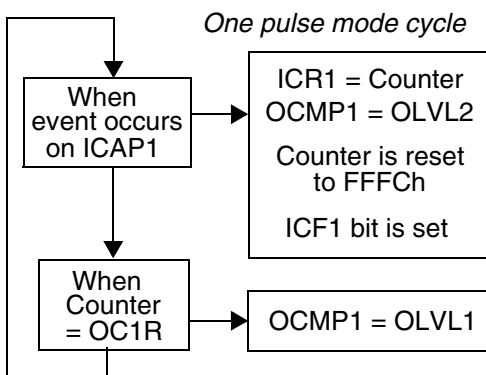 One pulse mode cycle
When
event occurs
on ICAP1
ICR1 = Counter
OCMP1 = OLVL2
Counter is reset
to FFFCh
ICF1 bit is set
When
Counter
= OC1R
OCMP1 = OLVL1